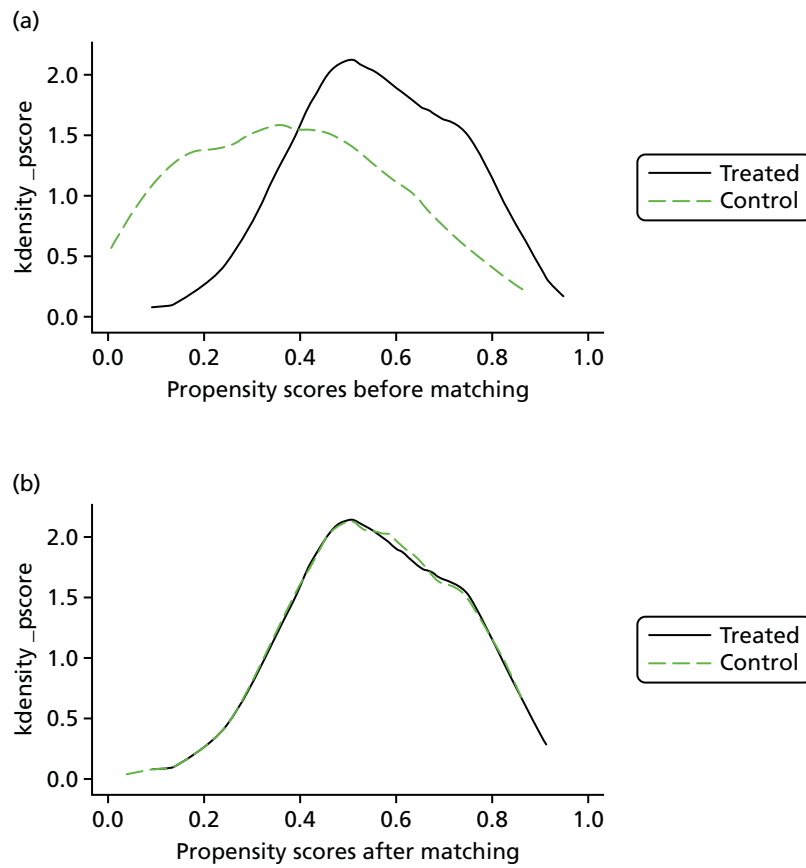 (a)
kdensity _pscore
2.0
1.5
1.0
0.5
0.0
0.0 0.2 0.4 0.6 0.8 1.0
Propensity scores before matching
Treated
Control
(b)
kdensity _pscore
2.0
1.5
1.0
0.5
0.0
0.0 0.2 0.4 0.6 0.8 1.0
Propensity scores after matching
Treated
Control